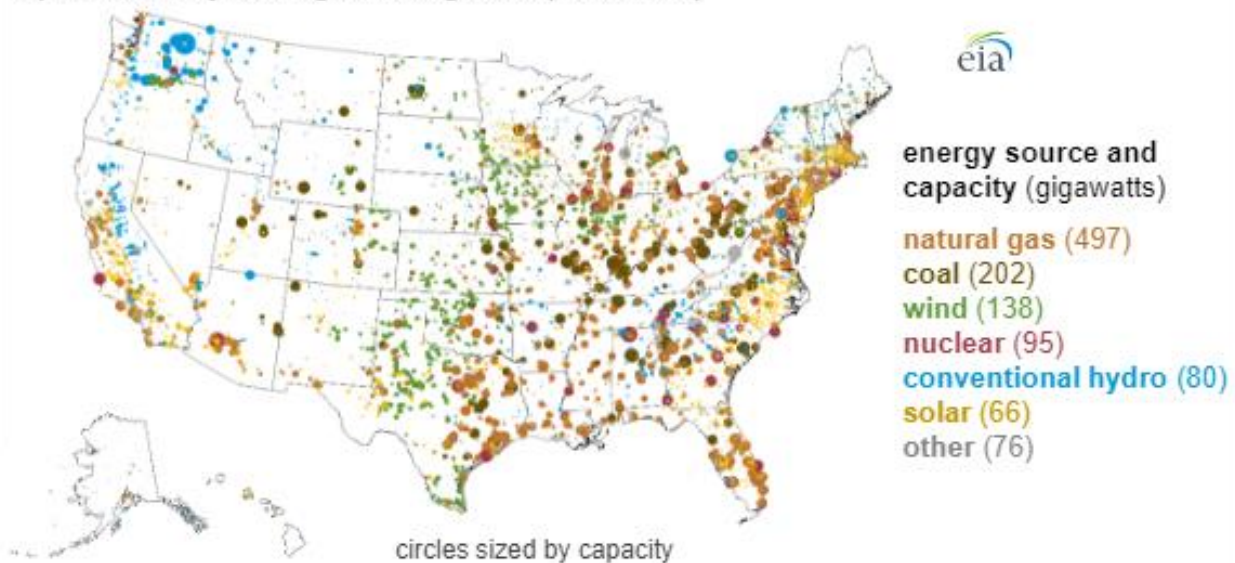 eia
energy source and
capacity (gigawatts)
natural gas (497)
coal (202)
wind (138)
nuclear (95)
conventional hydro (80)
solar (66)
other (76)
circles sized by capacity